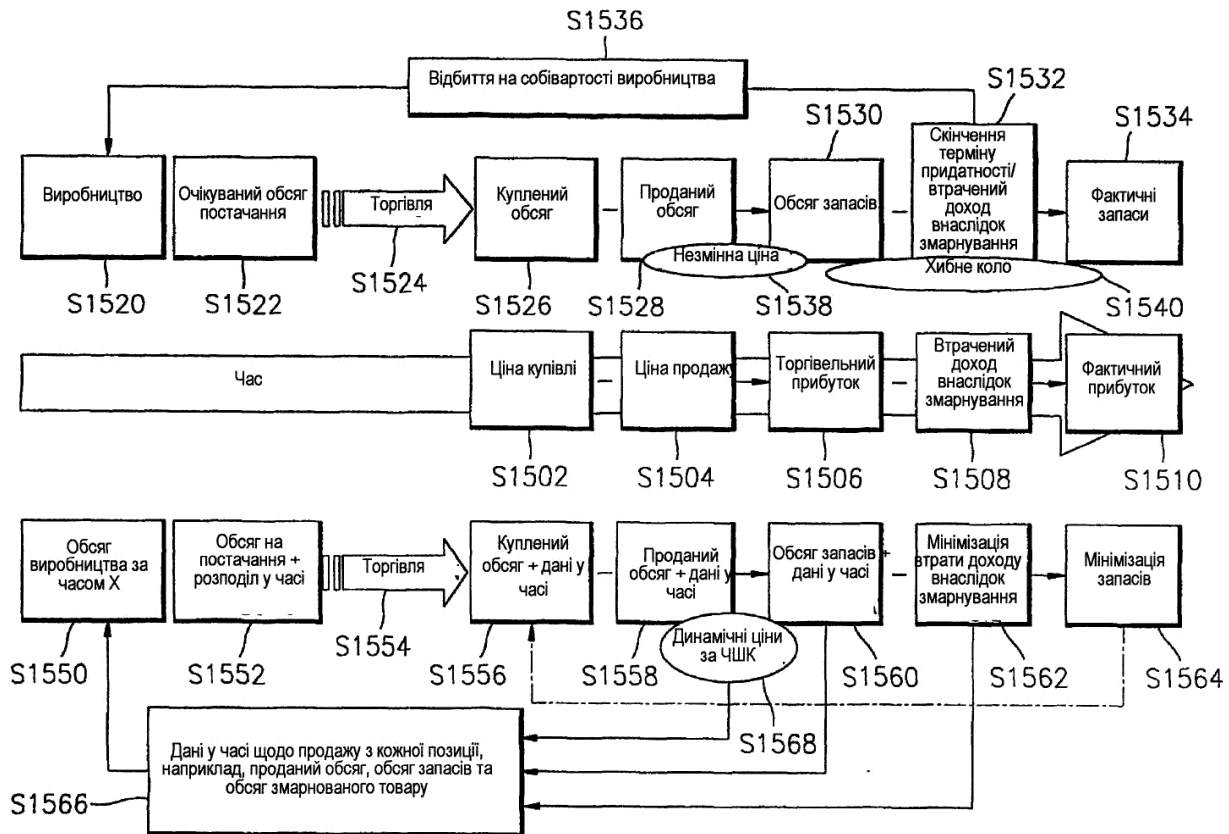 S1536
Відбиття на собівартості виробництва
S1532
S1530
S1534
Виробництво
Очікуваний обсяг
постачання
Торгівля
Куплений
обсяг
Проданий
обсяг
Обсяг запасів
Скінчення
терміну
придатності/
втрачений
доход
внаслідок
змарнування
Фактичні
запаси
Незмінна ціна
Хибне коло
S1520
S1522
S1524
S1526
S1528
S1538
S1540
Час
Ціна купівлі
Ціна продажу
Торгівельний
прибуток
Втрачений
доход
внаслідок
змарнування
Фактичний
прибуток
S1502
S1504
S1506
S1508
S1510
Обсяг
виробництва за
часом X
Обсяг на
постачання +
розподіл у часі
Торгівля
Куплений
обсяг + дані у
часі
Проданий
обсяг + дані у
часі
Обсяг запасів +
дані у часі
Мінімізація
втрати доходу
внаслідок
змарнування
Мінімізація
запасів
Динамічні ціни
за ЧШК
S1550
S1552
S1554
S1556
S1558
S1560
S1562
S1564
S1568
Дані у часі щодо продажу з кожної позиції,
наприклад, проданий обсяг, обсяг запасів та
обсяг змарнованого товару
S1566